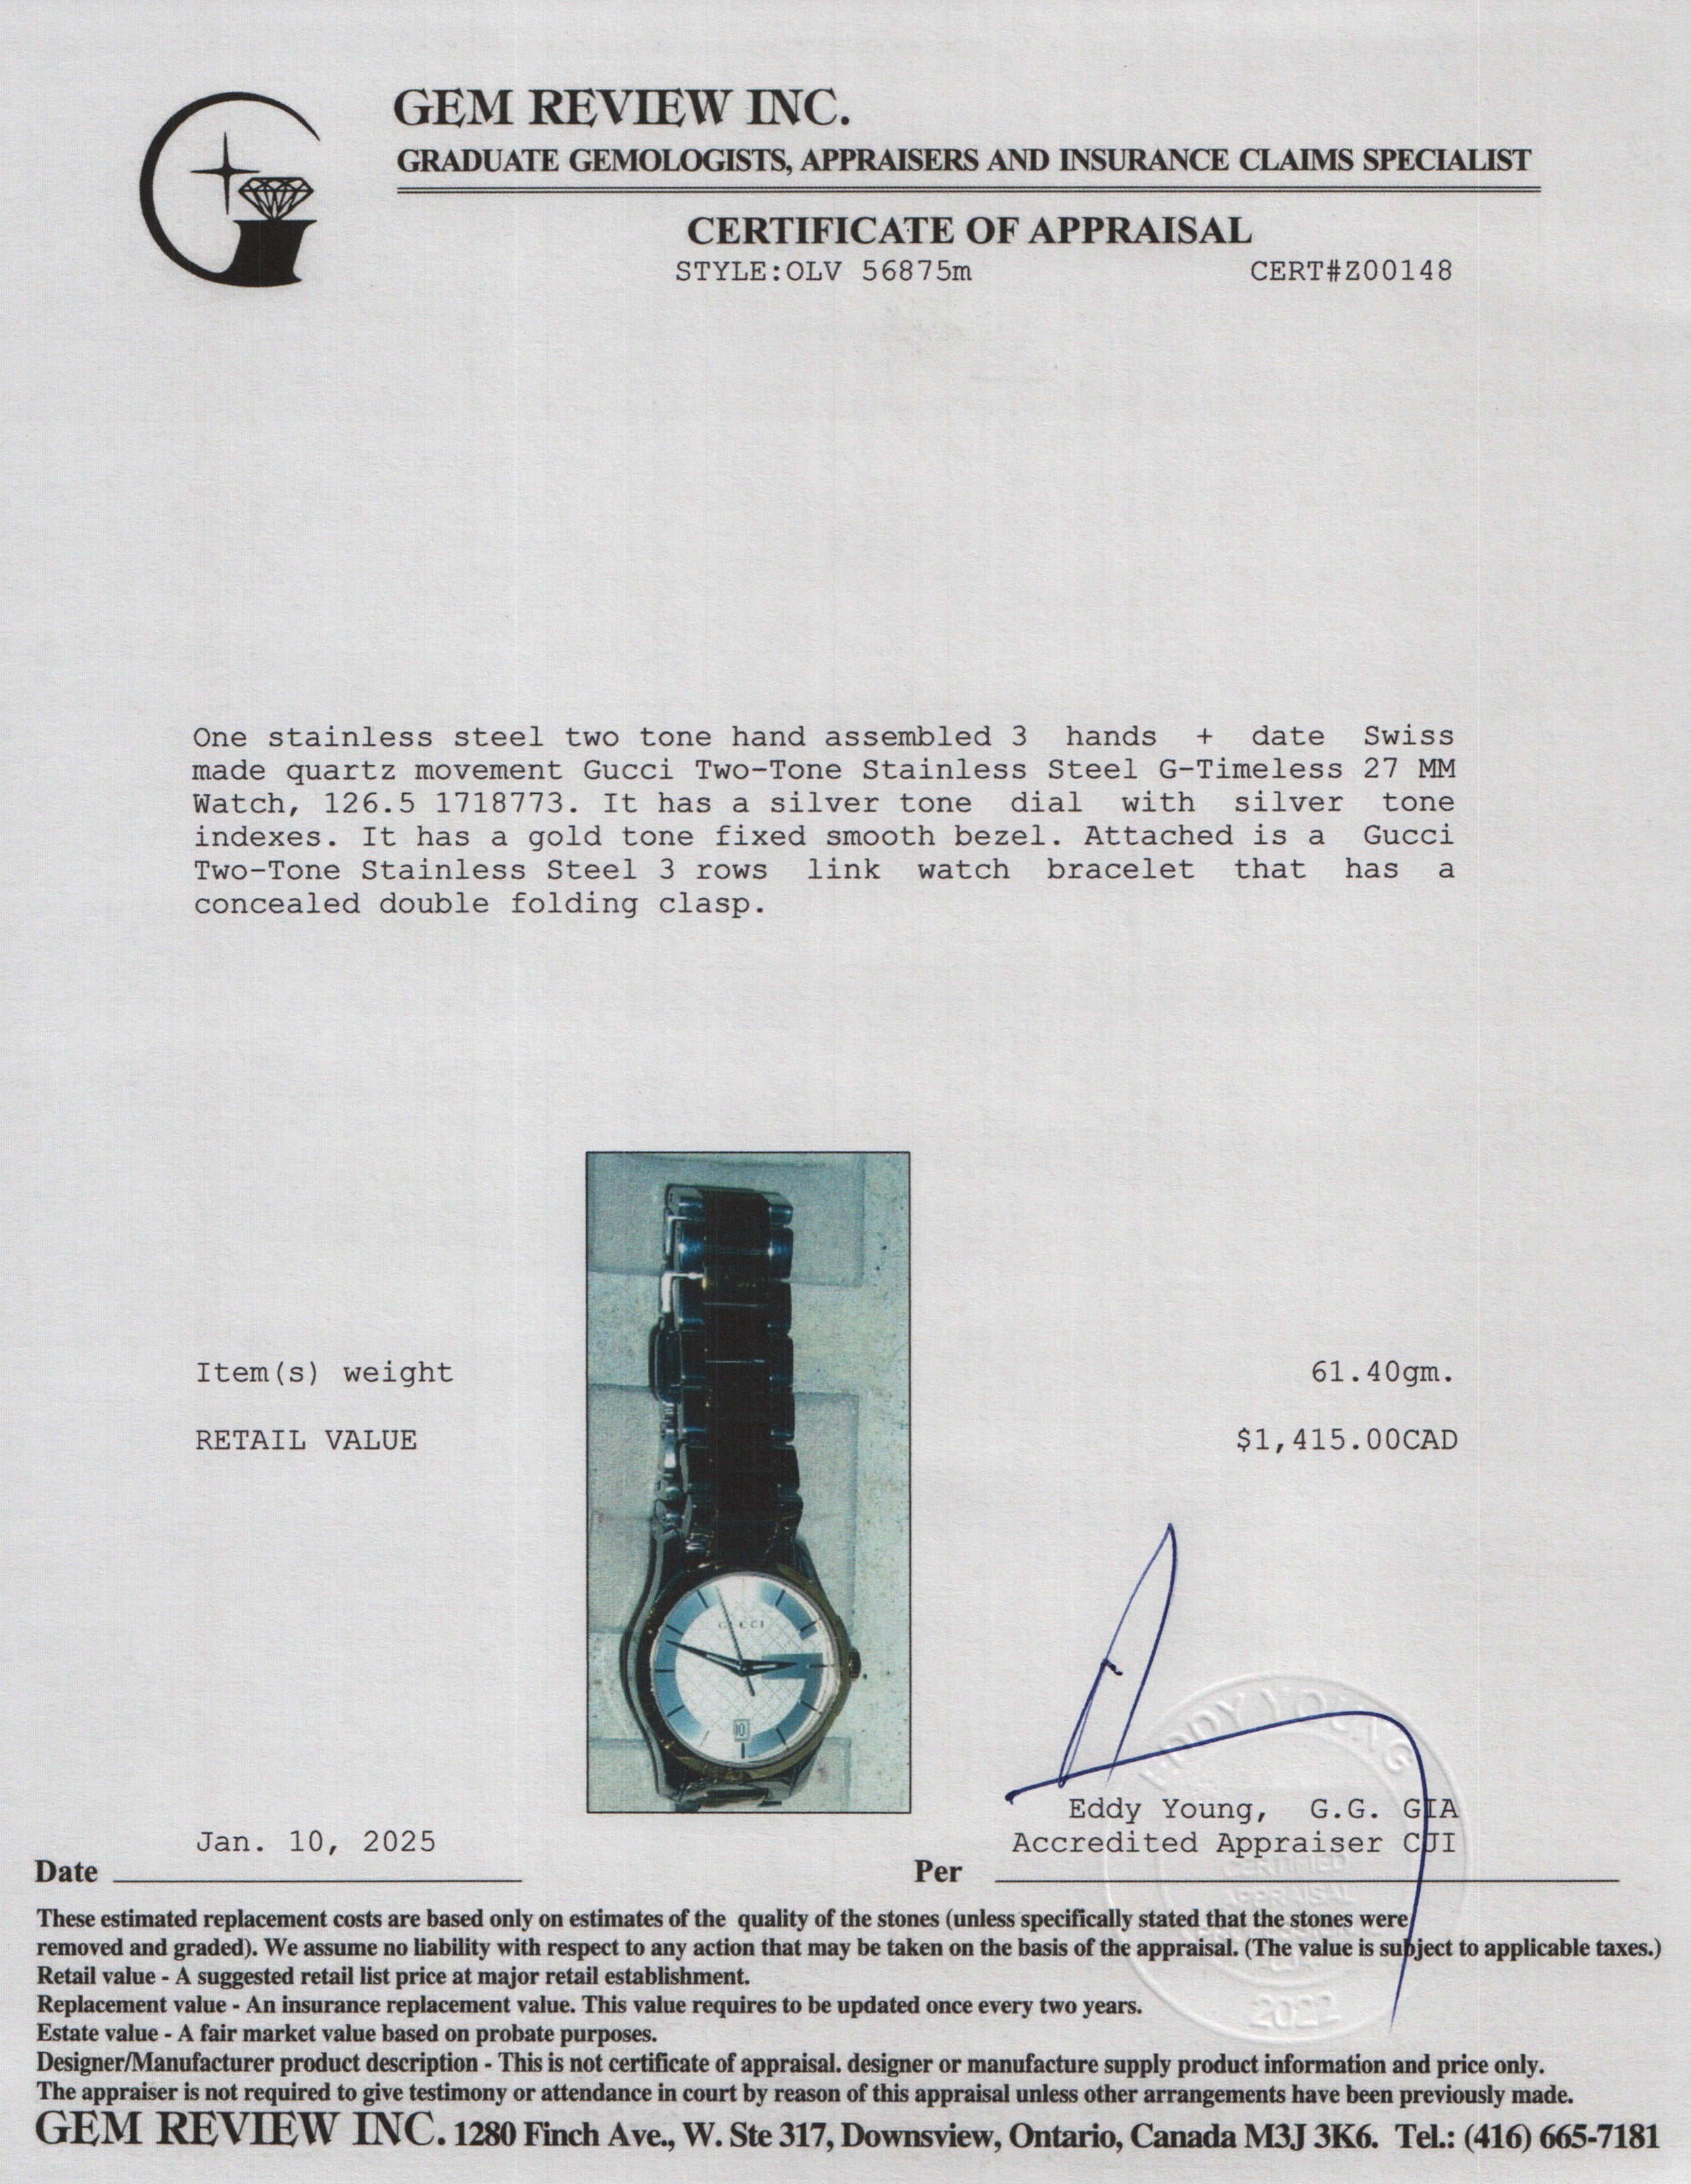 GEM REVIEW INC.
GRADUATE GEMOLOGISTS, APPRAISERS AND INSURANCE CLAIMS SPECIALIST
CERTIFICATE OF APPRAISAL
STYLE:OLV 56875m CERT#Z00148
One stainless steel two tone hand assembled 3 hands + date Swiss
made quartz movement Gucci Two-Tone Stainless Steel G-Timeless 27 MM
Watch, 126.5 1718773. It has a silver tone dial with silver tone
indexes. It has a gold tone fixed smooth bezel. Attached is a Gucci
Two-Tone Stainless Steel 3 rows link watch bracelet that has a
concealed double folding clasp.
Item(s) weight 61.40gm.
RETAIL VALUE $1,415.00CAD
GUCCI
10
EDDY YOUNG
CERTIFIED
APPRAISAL
2022
Eddy Young, G.G. GIA
Jan. 10, 2025 Accredited Appraiser CJI
Date Per
These estimated replacement costs are based only on estimates of the quality of the stones (unless specifically stated that the stones were
removed and graded). We assume no liability with respect to any action that may be taken on the basis of the appraisal. (The value is subject to applicable taxes.)
Retail value - A suggested retail list price at major retail establishment.
Replacement value - An insurance replacement value. This value requires to be updated once every two years.
Estate value - A fair market value based on probate purposes.
Designer/Manufacturer product description - This is not certificate of appraisal. designer or manufacture supply product information and price only.
The appraiser is not required to give testimony or attendance in court by reason of this appraisal unless other arrangements have been previously made.
GEM REVIEW INC. 1280 Finch Ave., W. Ste 317, Downsview, Ontario, Canada M3J 3K6. Tel.: (416) 665-7181